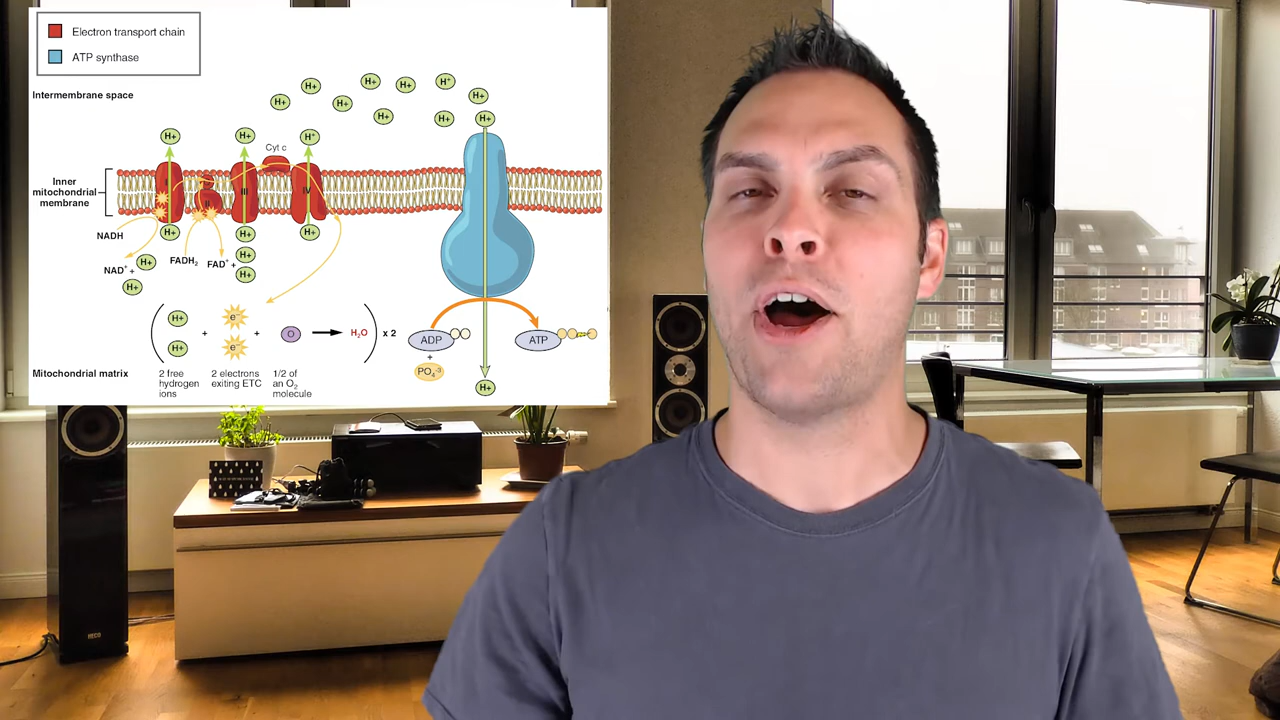 Electron transport chain
ATP synthase
Intermembrane space
H+ H+ H+ H+ H+ H+ H+ H+ H+ H+
H+ H+ H+
Cyt c
Inner
mitochondrial
membrane
III IV
II
H+ H+ H+
NADH
NAD+ + H+
H+
FADH2
FAD+ +
H+
H+
H+ + e- + O → H2O x 2
H+ e-
ADP
+
PO4-3
ATP
H+
Mitochondrial matrix
2 free
hydrogen
ions
2 electrons
exiting ETC
1/2 of
an O2
molecule
HECO